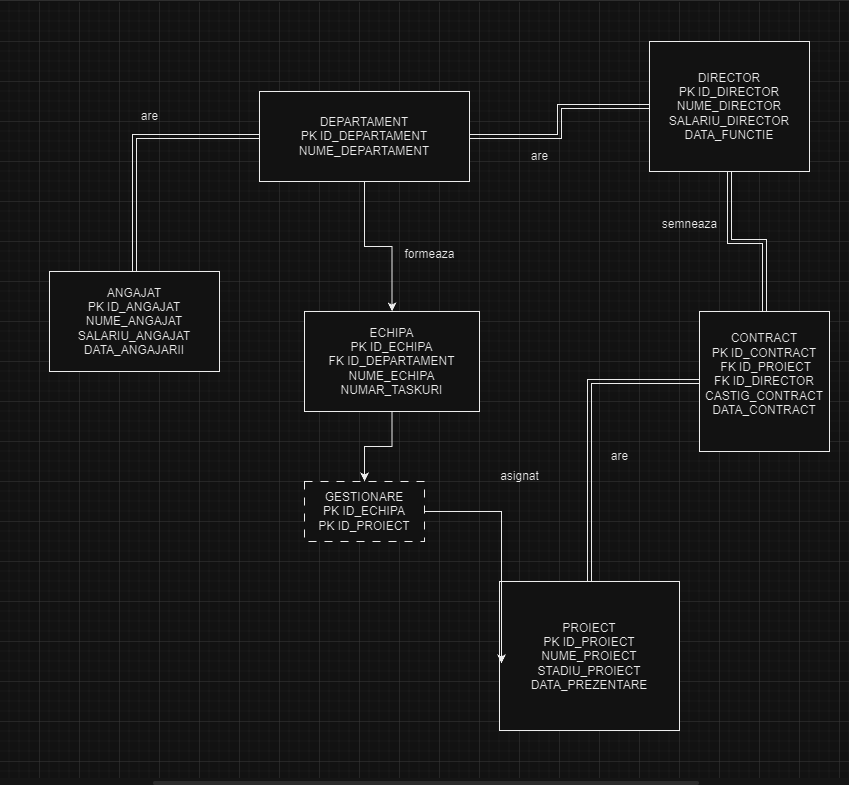 DIRECTOR
PK ID_DIRECTOR
NUME_DIRECTOR
SALARIU_DIRECTOR
DATA_FUNCTIE
are
DEPARTAMENT
PK ID_DEPARTAMENT
NUME_DEPARTAMENT
are
semneaza
formeaza
ANGAJAT
PK ID_ANGAJAT
NUME_ANGAJAT
SALARIU_ANGAJAT
DATA_ANGAJARII
ECHIPA
PK ID_ECHIPA
FK ID_DEPARTAMENT
NUME_ECHIPA
NUMAR_TASKURI
CONTRACT
PK ID_CONTRACT
FK ID_PROIECT
FK ID_DIRECTOR
CASTIG_CONTRACT
DATA_CONTRACT
are
asignat
GESTIONARE
PK ID_ECHIPA
PK ID_PROIECT
PROIECT
PK ID_PROIECT
NUME_PROIECT
STADIU_PROIECT
DATA_PREZENTARE